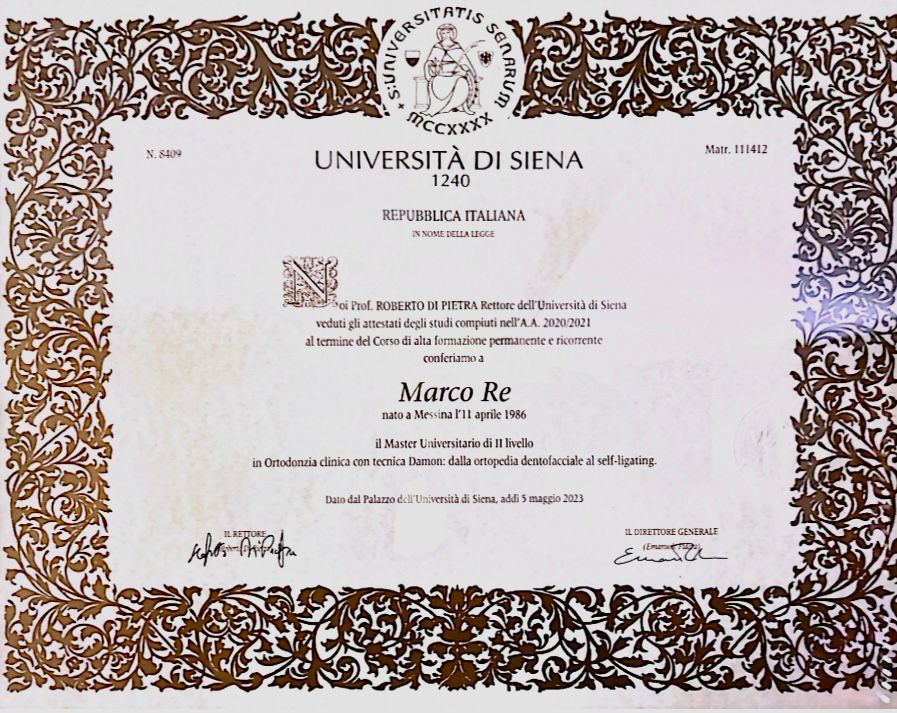 S·UNIVERSITATIS SENARUM
MCCXXXX
N. 8409
Matr. 111412
UNIVERSITÀ DI SIENA
1240
REPUBBLICA ITALIANA
IN NOME DELLA LEGGE
Noi Prof. ROBERTO DI PIETRA Rettore dell'Università di Siena
veduti gli attestati degli studi compiuti nell'A.A. 2020/2021
al termine del Corso di alta formazione permanente e ricorrente
conferiamo a
Marco Re
nato a Messina l'11 aprile 1986
il Master Universitario di II livello
in Ortodonzia clinica con tecnica Damon: dalla ortopedia dentofacciale al self-ligating.
Dato dal Palazzo dell'Università di Siena, addì 5 maggio 2023
IL RETTORE
IL DIRETTORE GENERALE